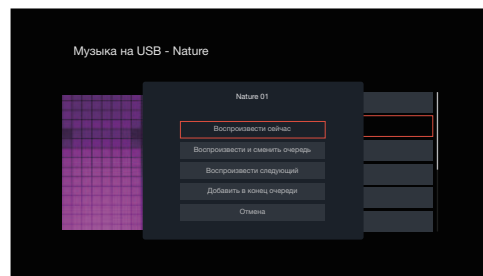 Музыка на USB - Nature
Nature 01
Воспроизвести сейчас
Воспроизвести и сменить очередь
Воспроизвести следующий
Добавить в конец очереди
Отмена